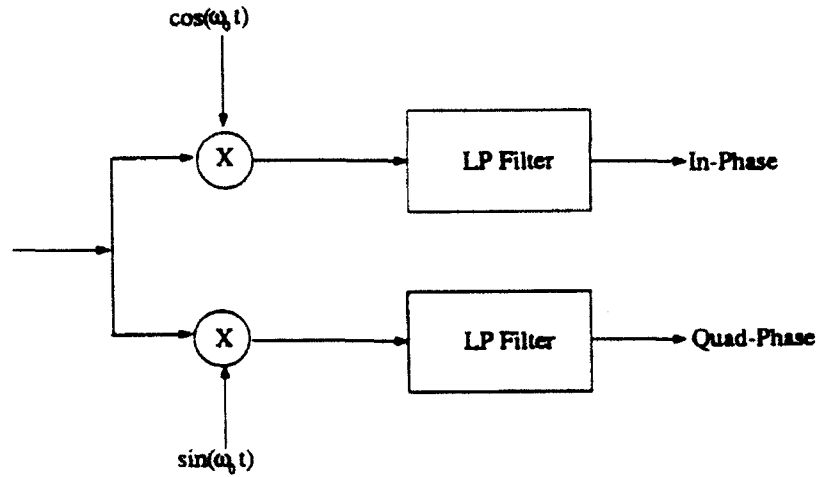 cos(ω₀t)
X
LP Filter
In-Phase
X
LP Filter
Quad-Phase
sin(ω₀t)